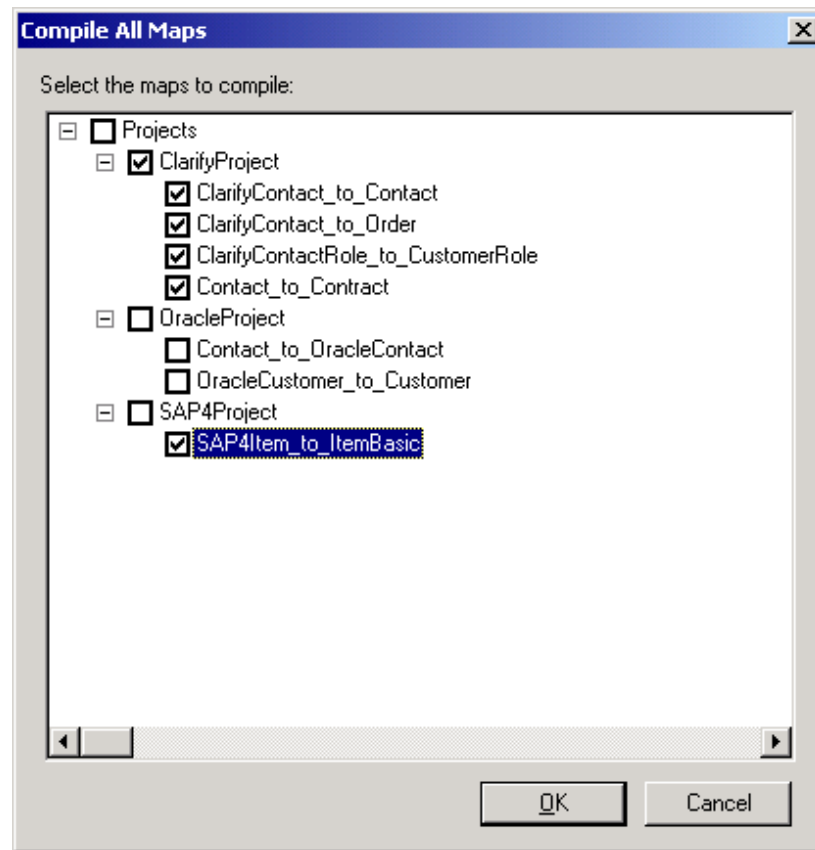 Compile All Maps
Select the maps to compile:
Projects
ClarifyProject
ClarifyContact_to_Contact
ClarifyContact_to_Order
ClarifyContactRole_to_CustomerRole
Contact_to_Contract
OracleProject
Contact_to_OracleContact
OracleCustomer_to_Customer
SAP4Project
SAP4Item_to_ItemBasic
OK Cancel